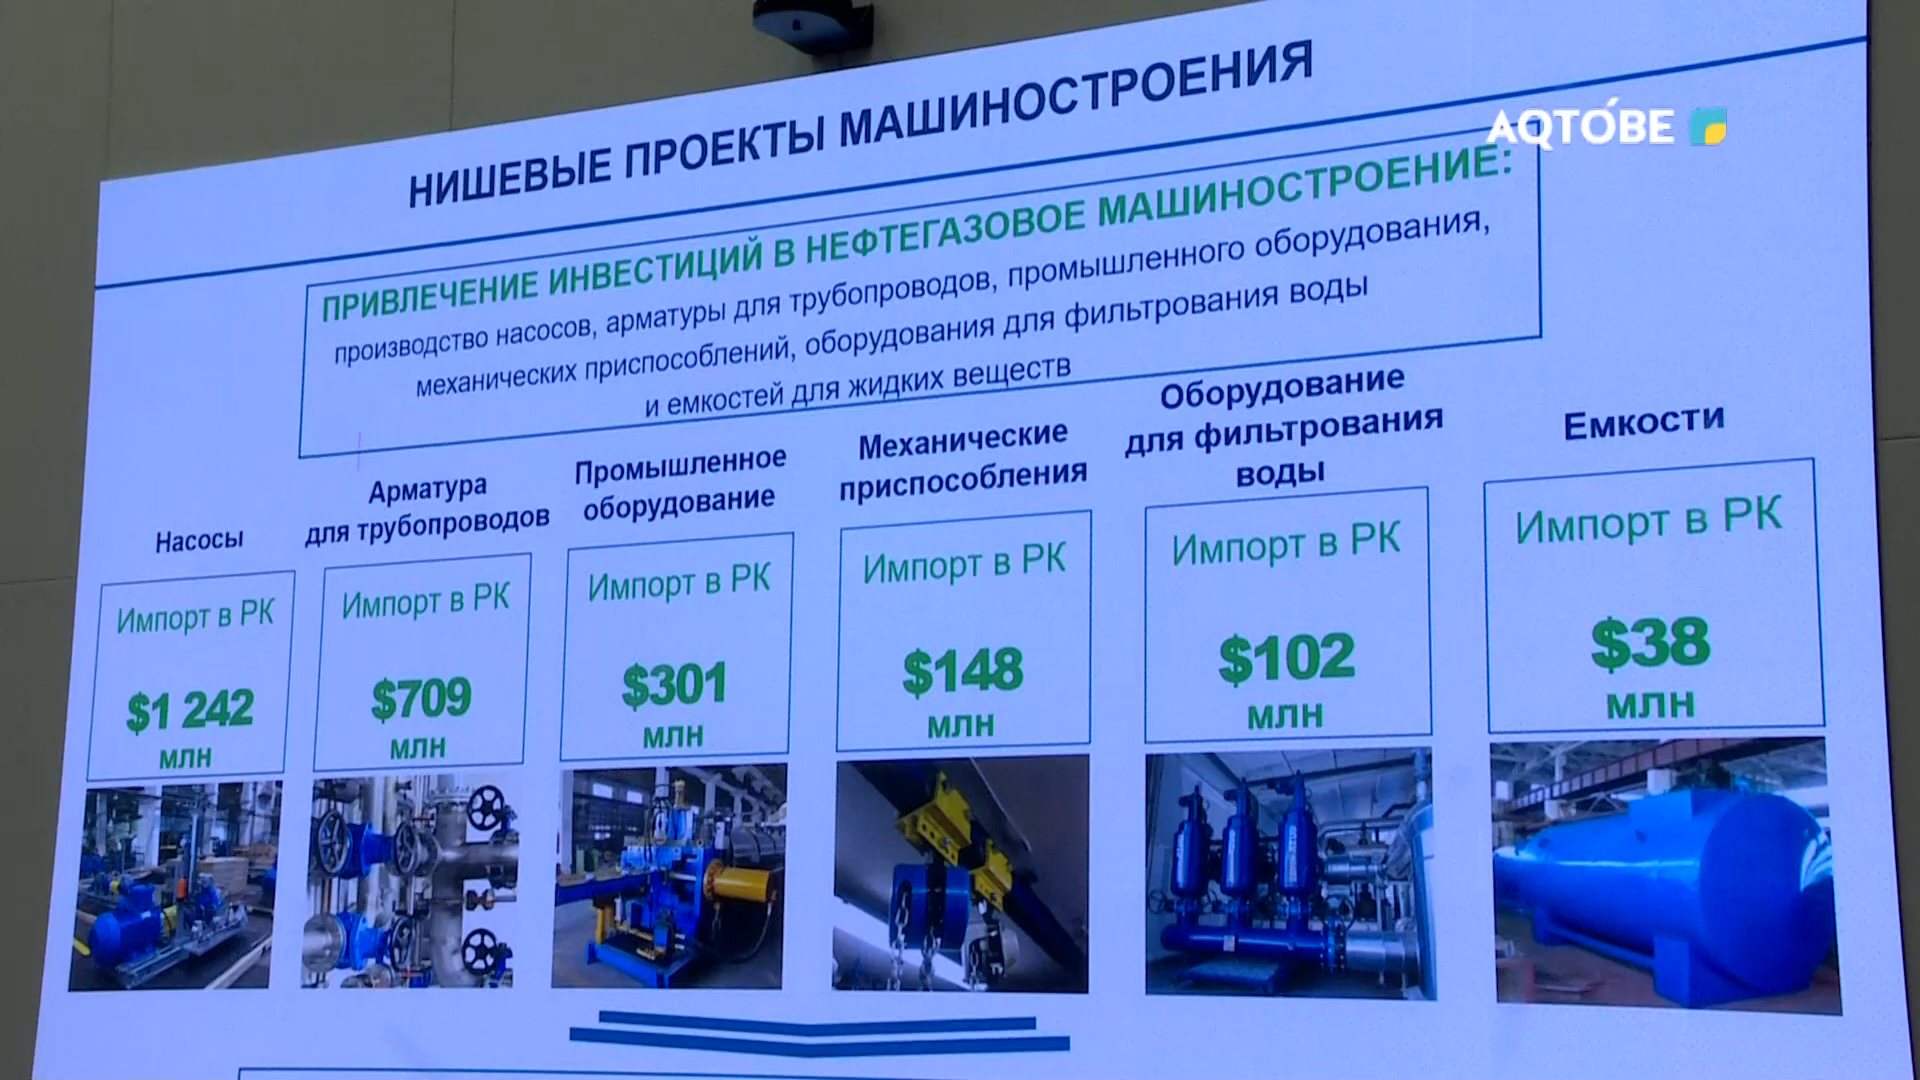 НИШЕВЫЕ ПРОЕКТЫ МАШИНОСТРОЕНИЯ
AQTÓBE
ПРИВЛЕЧЕНИЕ ИНВЕСТИЦИЙ В НЕФТЕГАЗОВОЕ МАШИНОСТРОЕНИЕ:
производство насосов, арматуры для трубопроводов, промышленного оборудования,
механических приспособлений, оборудования для фильтрования воды
и емкостей для жидких веществ
Насосы
Импорт в РК
$1 242
млн
Арматура
для трубопроводов
Импорт в РК
$709
млн
Промышленное
оборудование
Импорт в РК
$301
млн
Механические
приспособления
Импорт в РК
$148
млн
Оборудование
для фильтрования
воды
Импорт в РК
$102
млн
Емкости
Импорт в РК
$38
млн